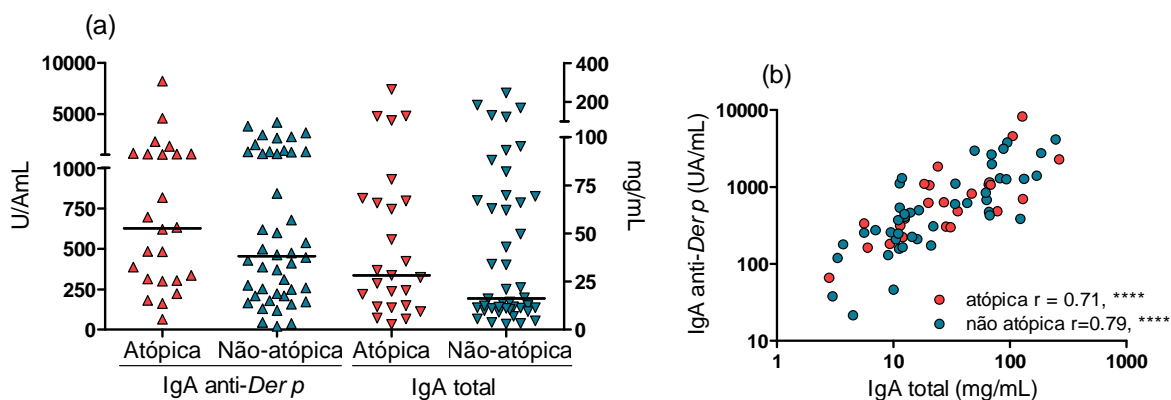 (a)
10000
5000
1000
750
500
250
0
U/AmL
400
200
100
75
50
25
0
mg/mL
Atópica Não-atópica Atópica Não-atópica
IgA anti-Der p IgA total
(b)
10000
1000
100
10
IgA anti-Der p (UA/mL)
atópica r = 0.71, ****
não atópica r=0.79, ****
1 10 100 1000
IgA total (mg/mL)